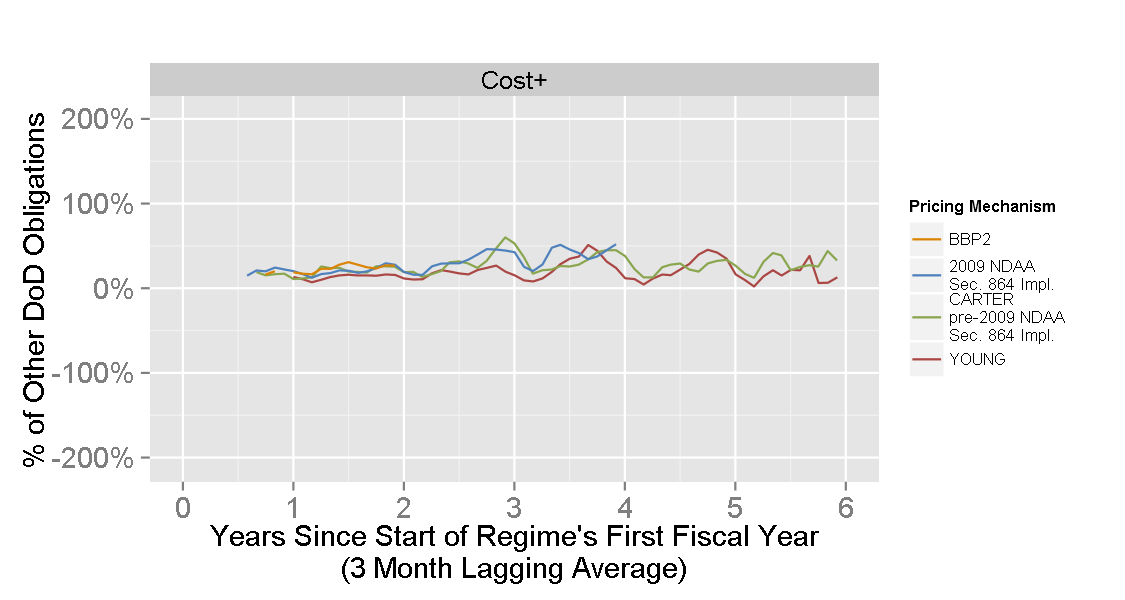 Cost+
% of Other DoD Obligations
200%
100%
0%
-100%
-200%
0 1 2 3 4 5 6
Years Since Start of Regime's First Fiscal Year
(3 Month Lagging Average)
Pricing Mechanism
BBP2
2009 NDAA
Sec. 864 Impl.
CARTER
pre-2009 NDAA
Sec. 864 Impl.
YOUNG